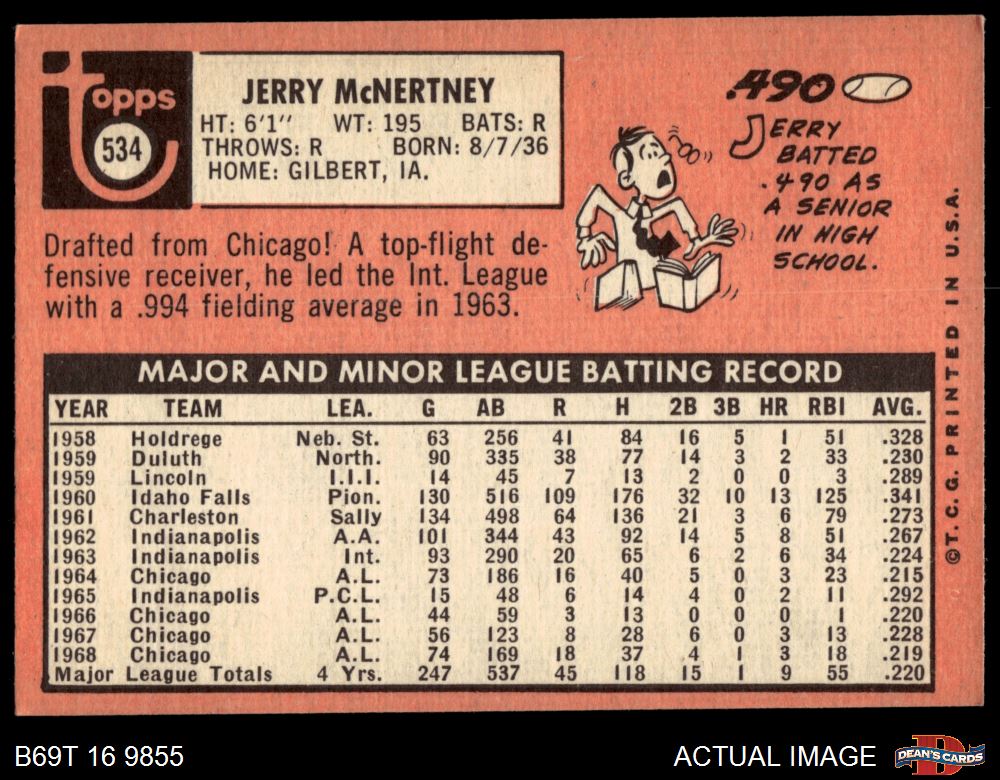 Topps
534
JERRY McNERTNEY
HT: 6'1" WT: 195 BATS: R
THROWS: R BORN: 8/7/36
HOME: GILBERT, IA.
Drafted from Chicago! A top-flight de-
fensive receiver, he led the Int. League
with a .994 fielding average in 1963.
.490
JERRY
BATTED
.490 AS
A SENIOR
IN HIGH
SCHOOL.
MAJOR AND MINOR LEAGUE BATTING RECORD
YEAR TEAM LEA. G AB R H 2B 3B HR RBI AVG.
1958 Holdrege Neb. St. 63 256 41 84 16 5 1 51 .328
1959 Duluth North. 90 335 38 77 14 3 2 33 .230
1959 Lincoln I.I.I. 14 45 7 13 2 0 0 3 .289
1960 Idaho Falls Pion. 130 516 109 176 32 10 13 125 .341
1961 Charleston Sally 134 498 64 136 21 3 6 79 .273
1962 Indianapolis A.A. 101 344 43 92 14 5 8 51 .267
1963 Indianapolis Int. 93 290 20 65 6 2 6 34 .224
1964 Chicago A.L. 73 186 16 40 5 0 3 23 .215
1965 Indianapolis P.C.L. 15 48 6 14 4 0 2 11 .292
1966 Chicago A.L. 44 59 3 13 0 0 0 1 .220
1967 Chicago A.L. 56 123 8 28 6 0 3 13 .228
1968 Chicago A.L. 74 169 18 37 4 1 3 18 .219
Major League Totals 4 Yrs. 247 537 45 118 15 1 9 55 .220
©T.C.G. PRINTED IN U.S.A.
B69T 16 9855
ACTUAL IMAGE
D
DEAN'S CARDS